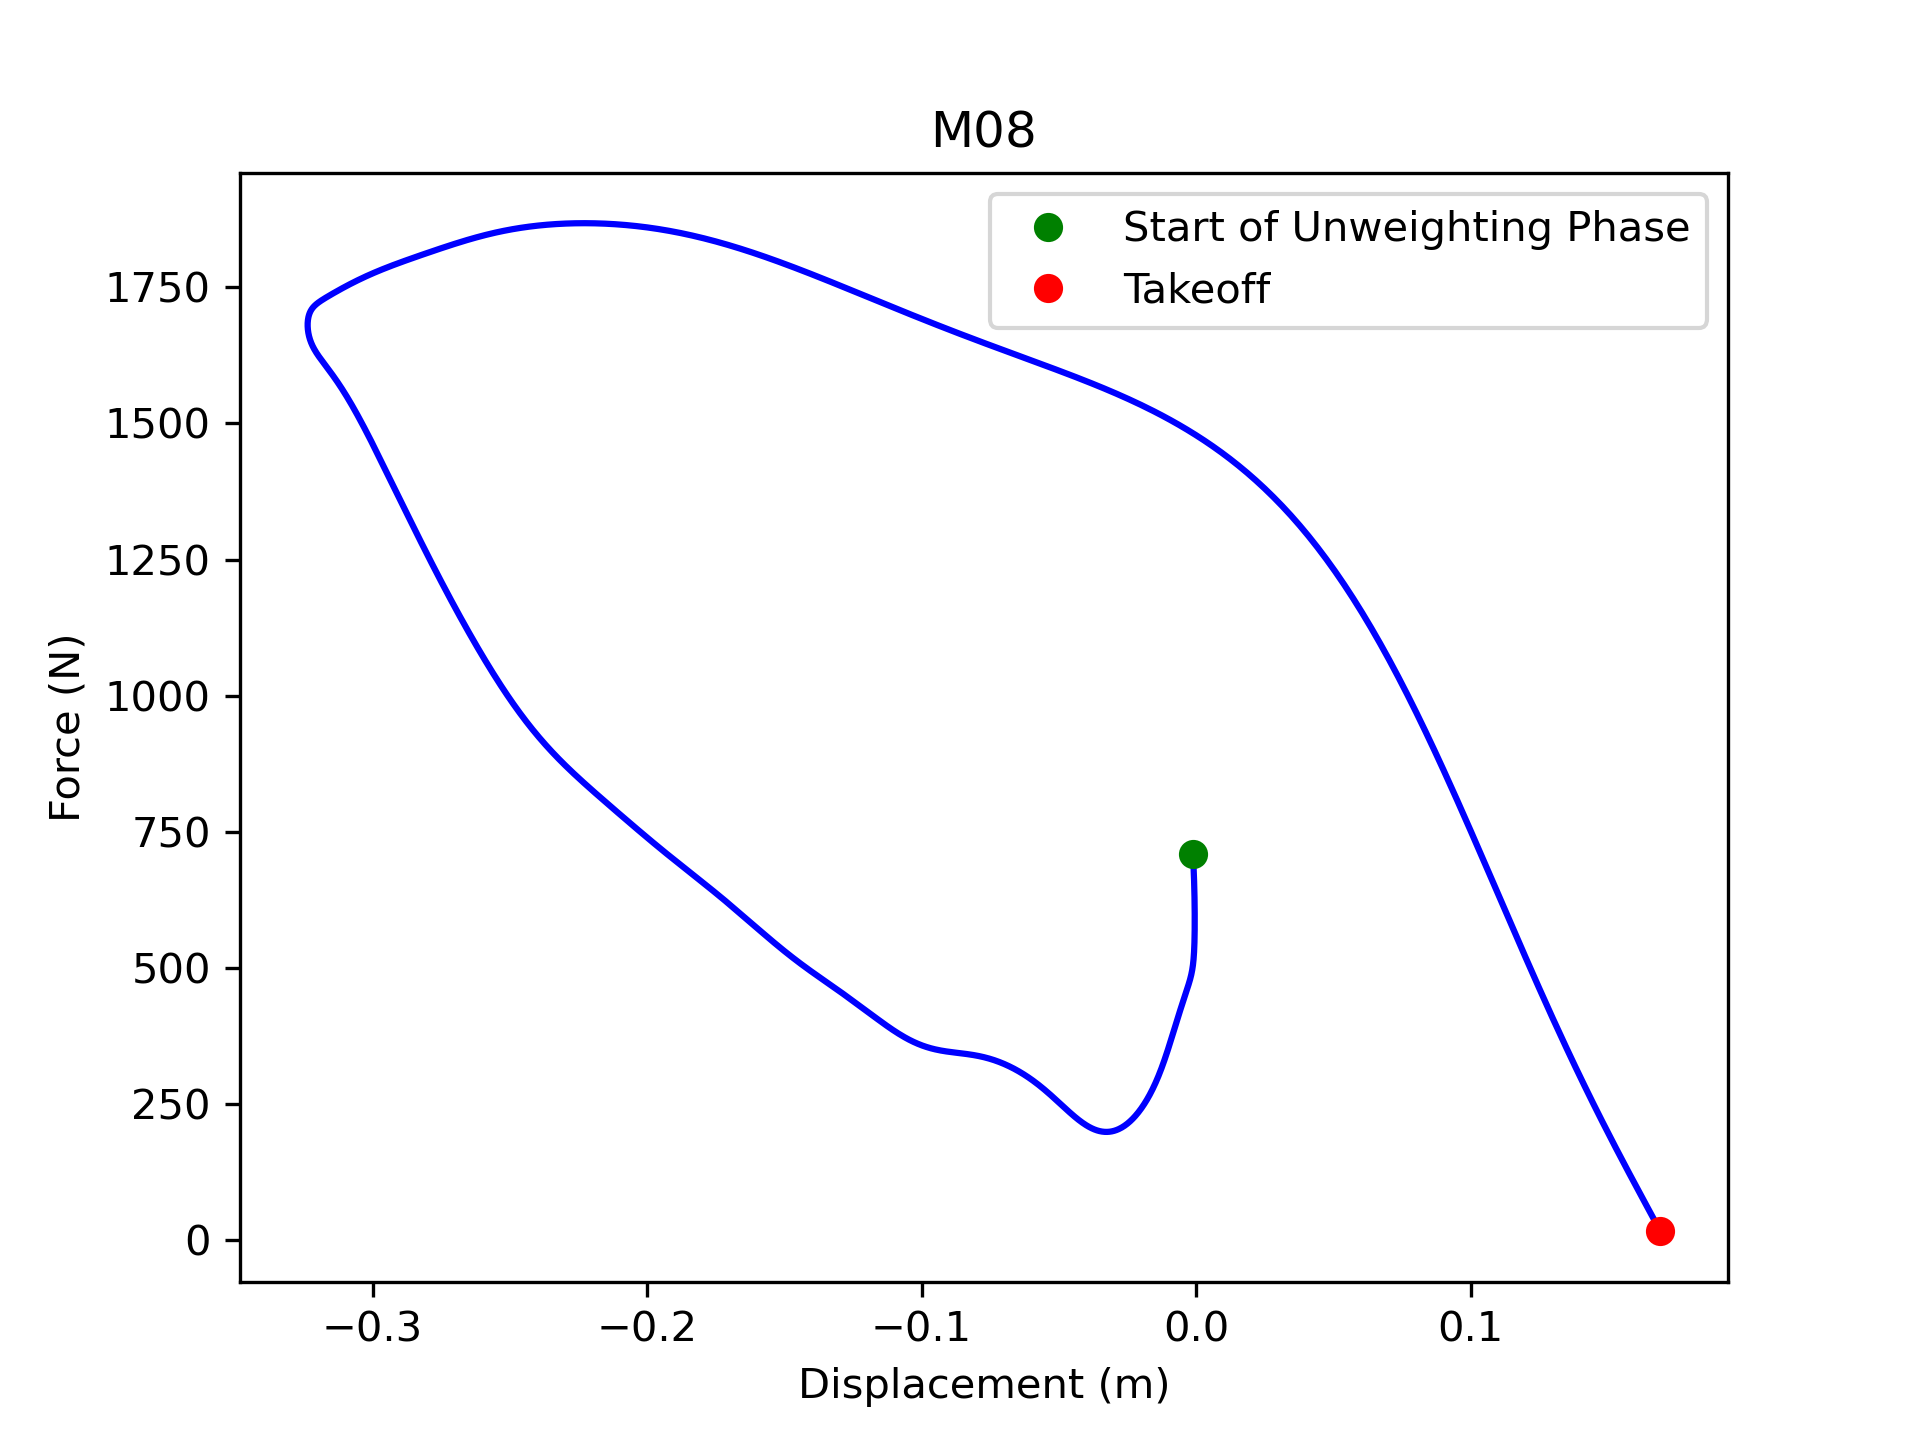 M08
Start of Unweighting Phase
Takeoff
1750
1500
1250
1000
750
500
250
0
Force (N)
−0.3 −0.2 −0.1 0.0 0.1
Displacement (m)